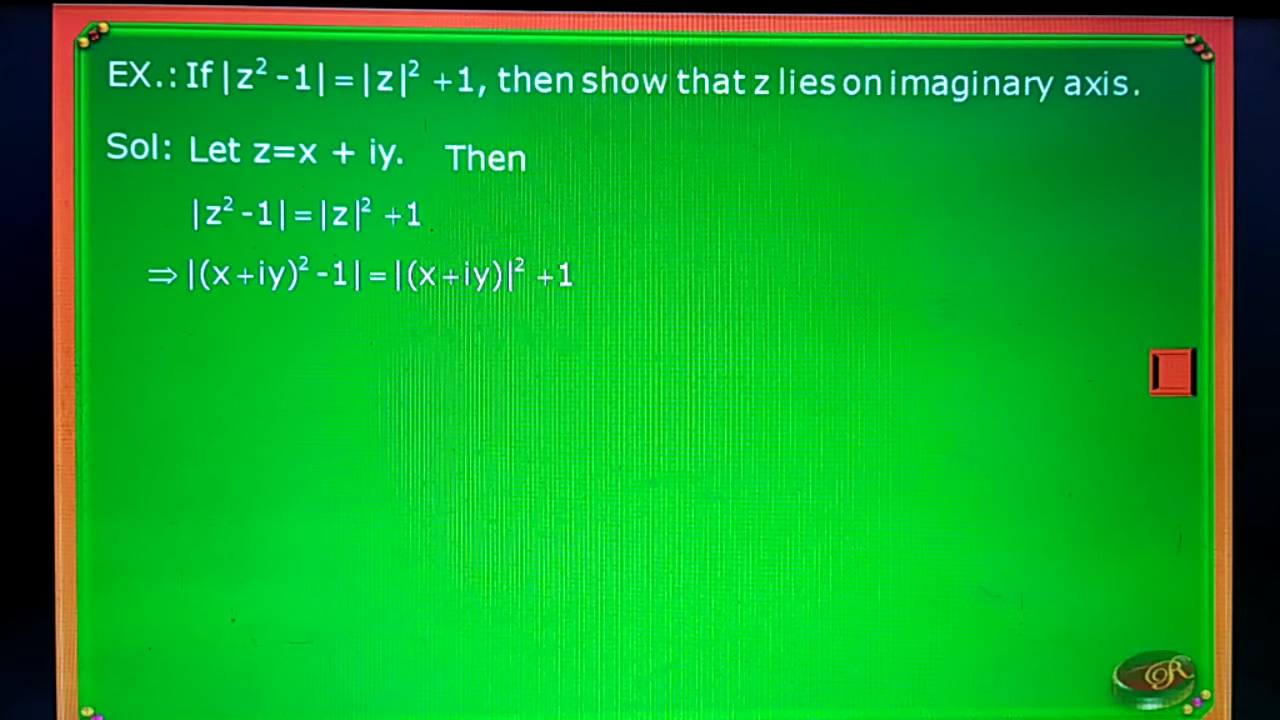 EX.: If |z² -1| = |z|² +1, then show that z lies on imaginary axis.
Sol: Let z=x + iy. Then
|z² -1| = |z|² +1
⇒ |(x+iy)² -1| = |(x+iy)|² +1